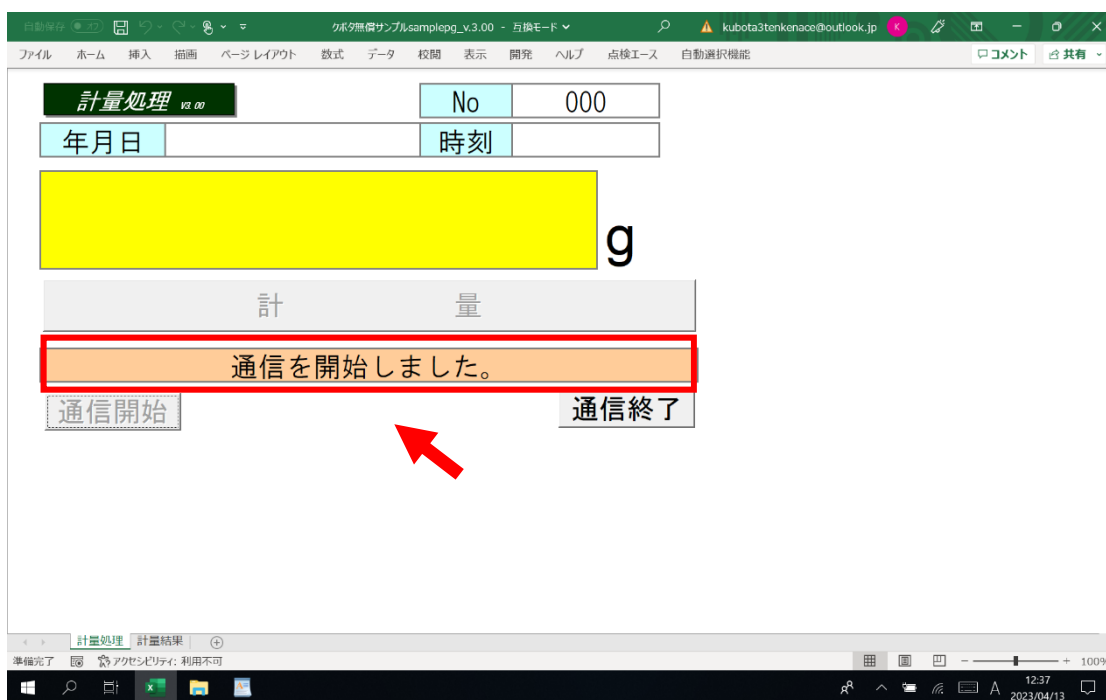 自動保存 オフ クボタ無償サンプルsamplepg_v.3.00 - 互換モード kubota3tenkenace@outlook.jp K
ファイル ホーム 挿入 描画 ページ レイアウト 数式 データ 校閲 表示 開発 ヘルプ 点検エース 自動選択機能 コメント 共有
計量処理 V3.00 No 000
年月日 時刻
g
計 量
通信を開始しました。
通信開始 通信終了
計量処理 計量結果
準備完了 アクセシビリティ: 利用不可 100%
A 12:37
2023/04/13